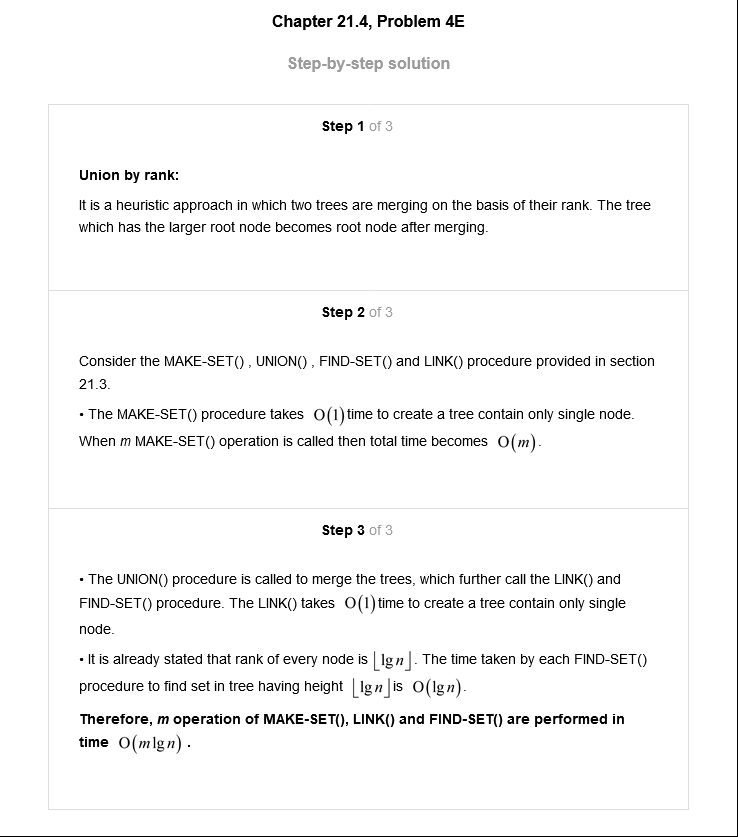 Chapter 21.4, Problem 4E
Step-by-step solution
Step 1 of 3
Union by rank:
It is a heuristic approach in which two trees are merging on the basis of their rank. The tree
which has the larger root node becomes root node after merging.
Step 2 of 3
Consider the MAKE-SET() , UNION() , FIND-SET() and LINK() procedure provided in section
21.3.
• The MAKE-SET() procedure takes O(1) time to create a tree contain only single node.
When m MAKE-SET() operation is called then total time becomes O(m).
Step 3 of 3
• The UNION() procedure is called to merge the trees, which further call the LINK() and
FIND-SET() procedure. The LINK() takes O(1) time to create a tree contain only single
node.
• It is already stated that rank of every node is ⌊lg n⌋. The time taken by each FIND-SET()
procedure to find set in tree having height ⌊lg n⌋ is O(lg n).
Therefore, m operation of MAKE-SET(), LINK() and FIND-SET() are performed in
time O(m lg n) .